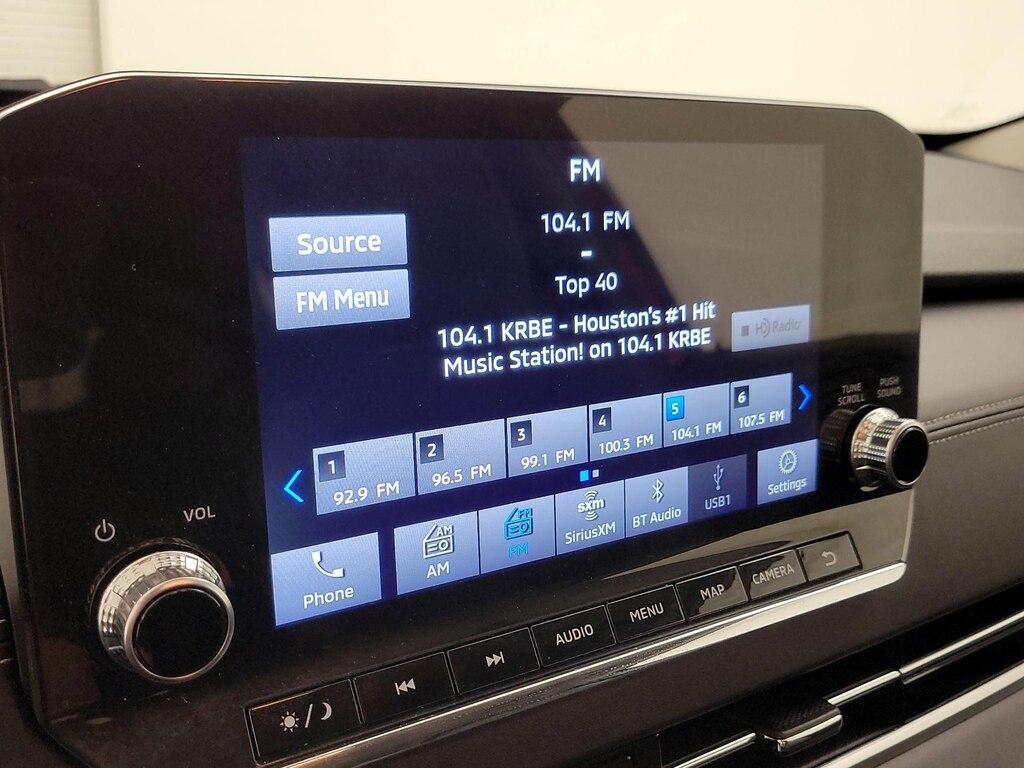 FM
104.1 FM
-
Top 40
104.1 KRBE - Houston's #1 Hit
Music Station! on 104.1 KRBE
Source
FM Menu
HD Radio
1
92.9 FM
2
96.5 FM
3
99.1 FM
4
100.3 FM
5
104.1 FM
6
107.5 FM
Phone
AM
AM
FM
FM
sxm
SiriusXM
BT Audio
USB1
Settings
VOL
TUNE
SCROLL
PUSH
SOUND
AUDIO
MENU
MAP
CAMERA